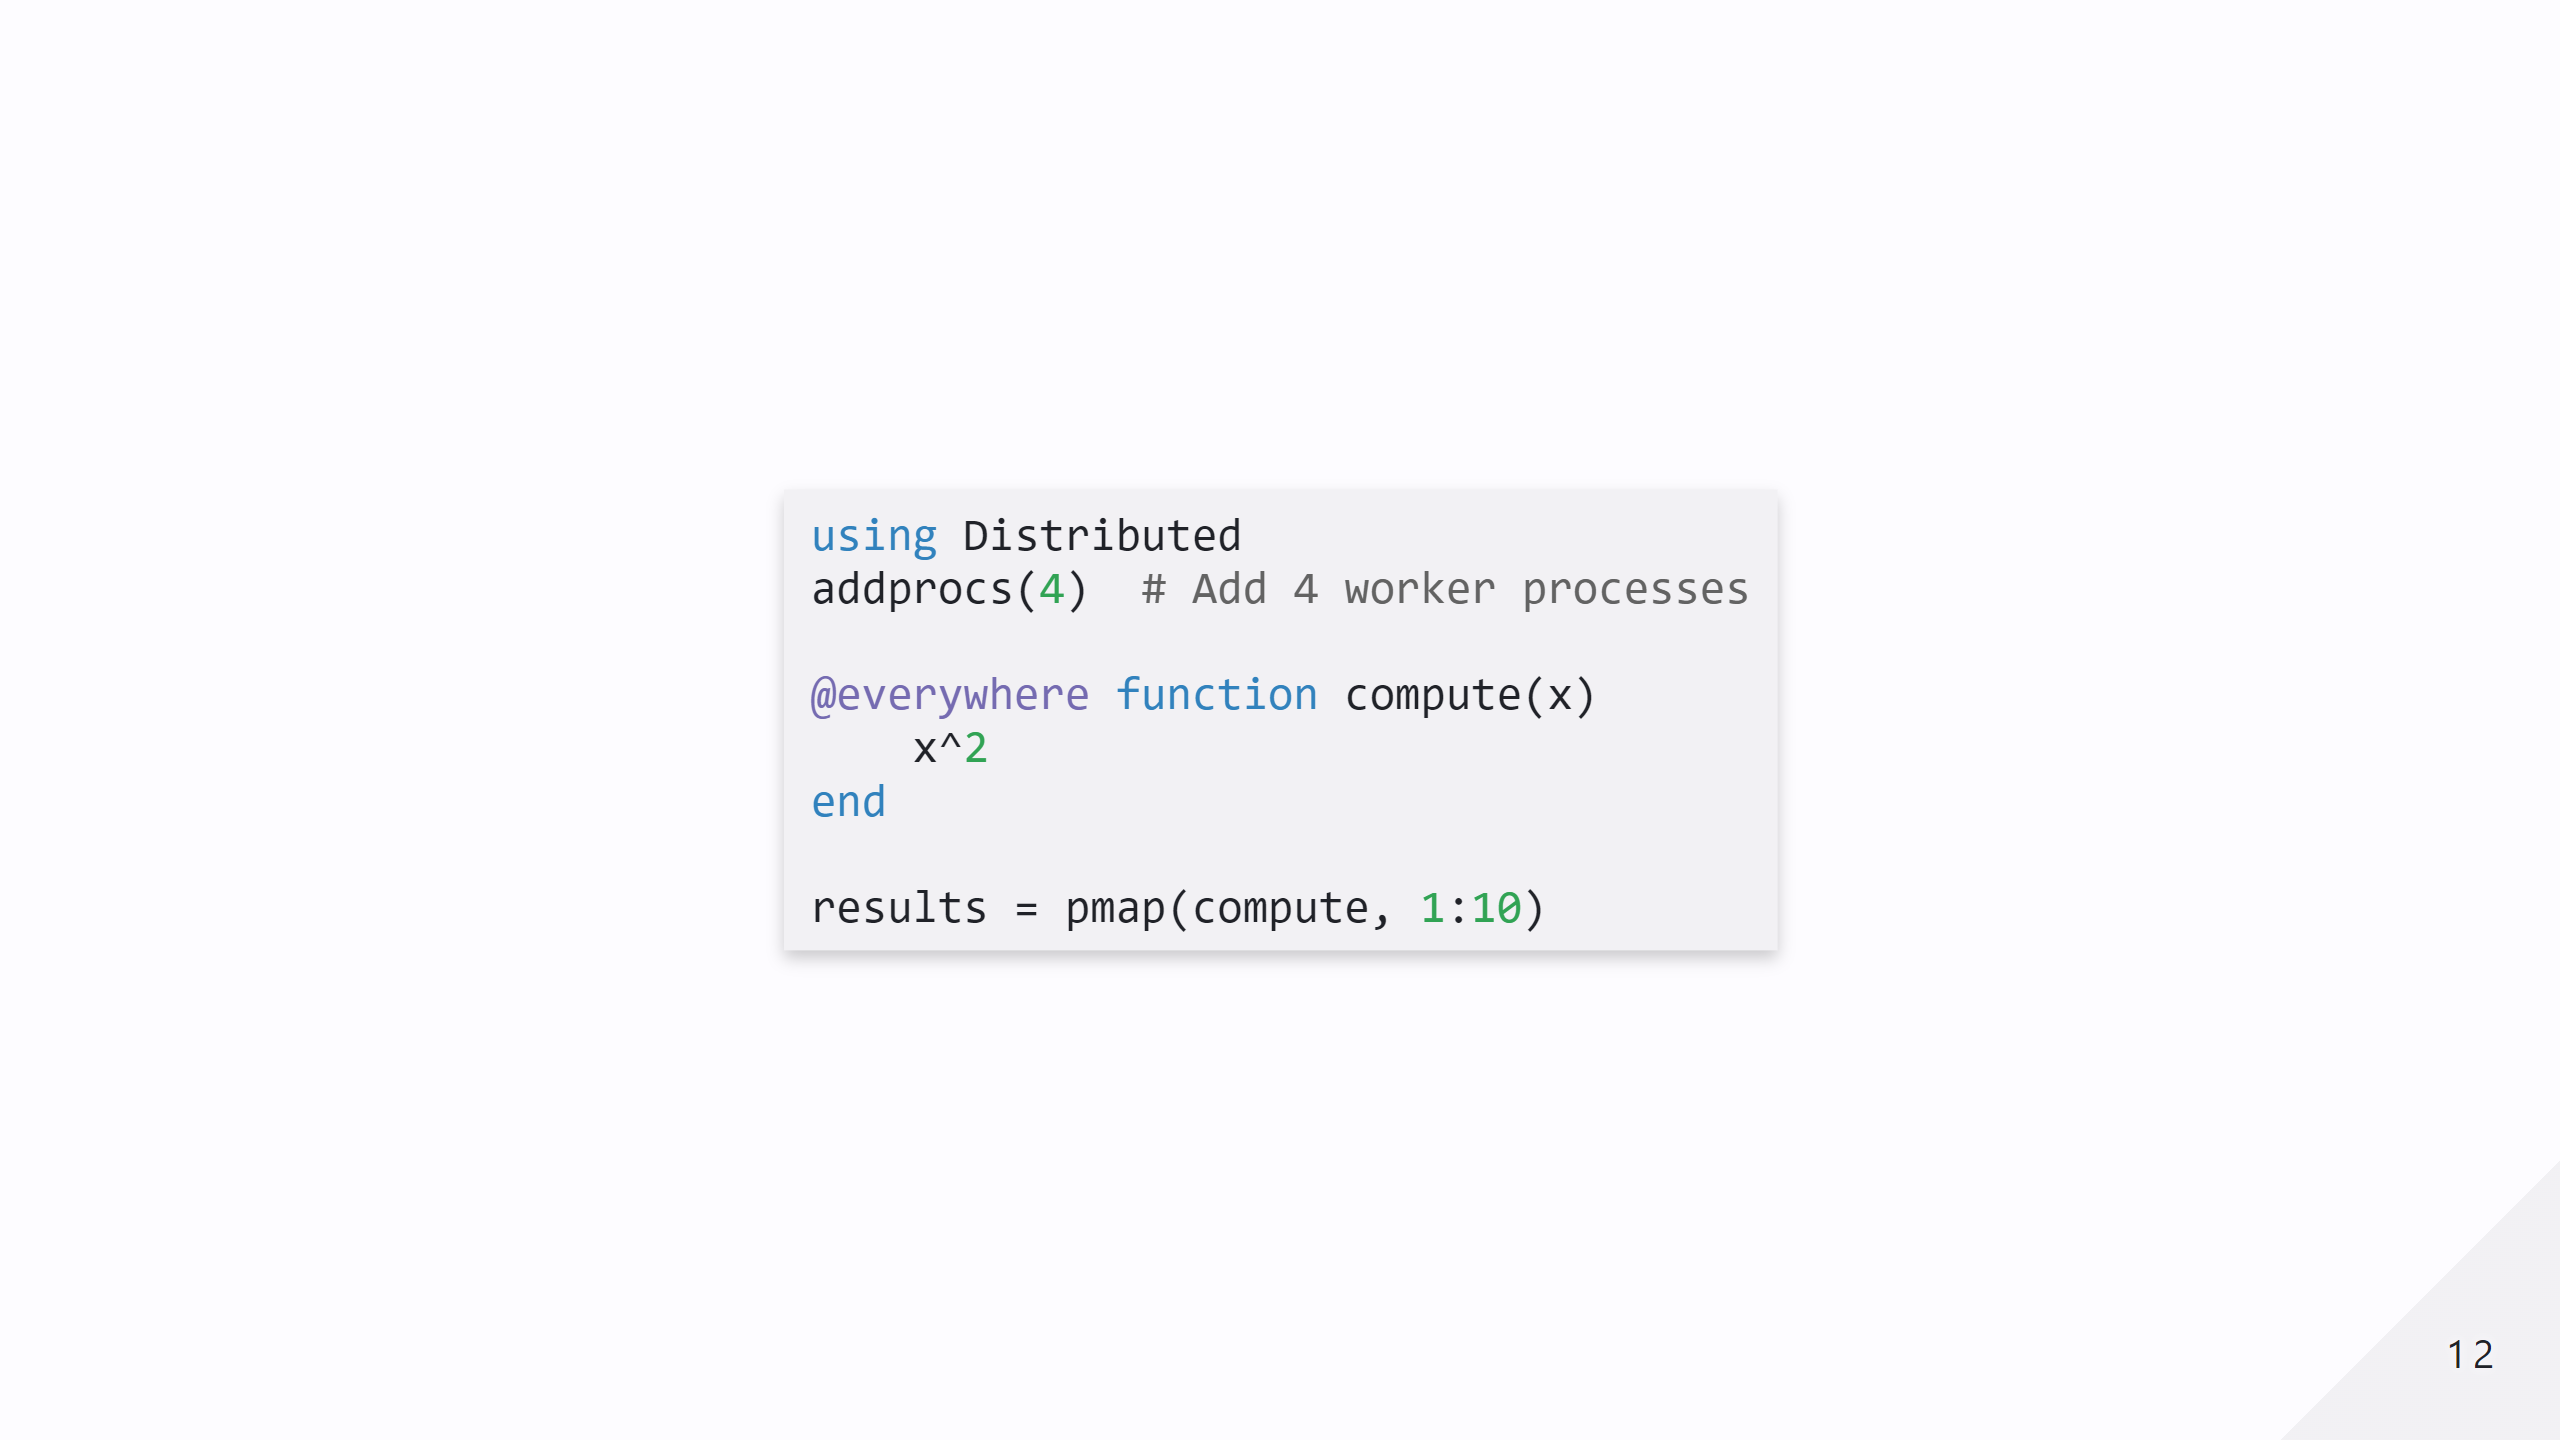 using Distributed
addprocs(4)  # Add 4 worker processes
@everywhere function compute(x)
    x^2
end
results = pmap(compute, 1:10)
12